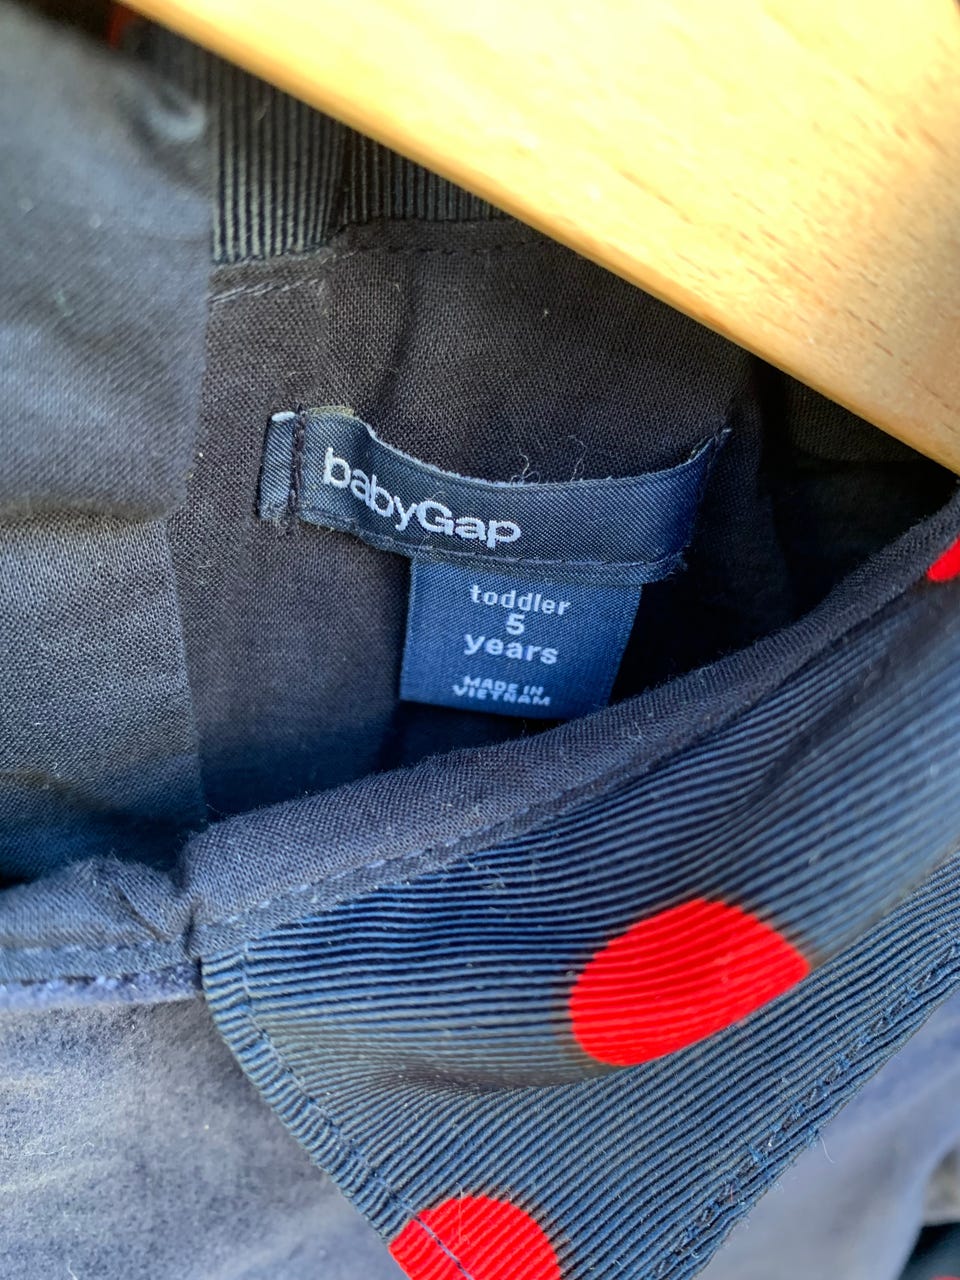 babyGap
toddler
5
years
MADE IN
VIETNAM